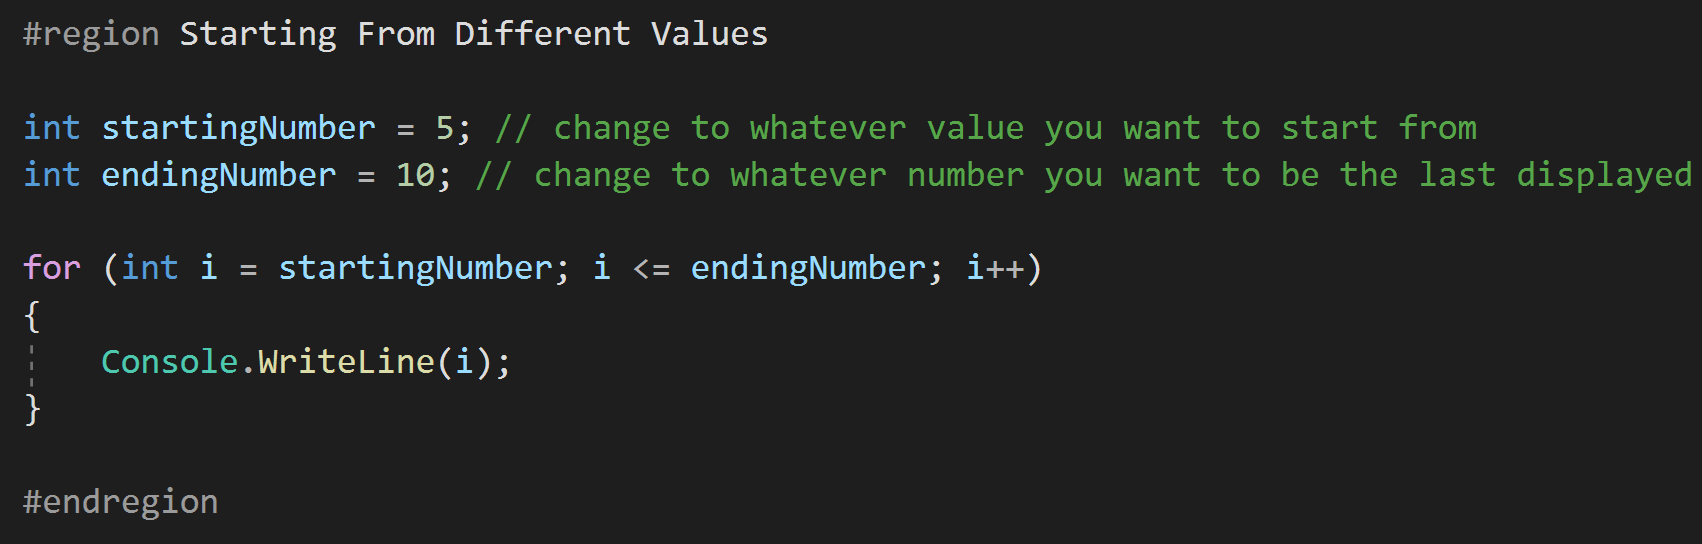 #region Starting From Different Values
int startingNumber = 5; // change to whatever value you want to start from
int endingNumber = 10; // change to whatever number you want to be the last displayed
for (int i = startingNumber; i <= endingNumber; i++)
{
    Console.WriteLine(i);
}
#endregion